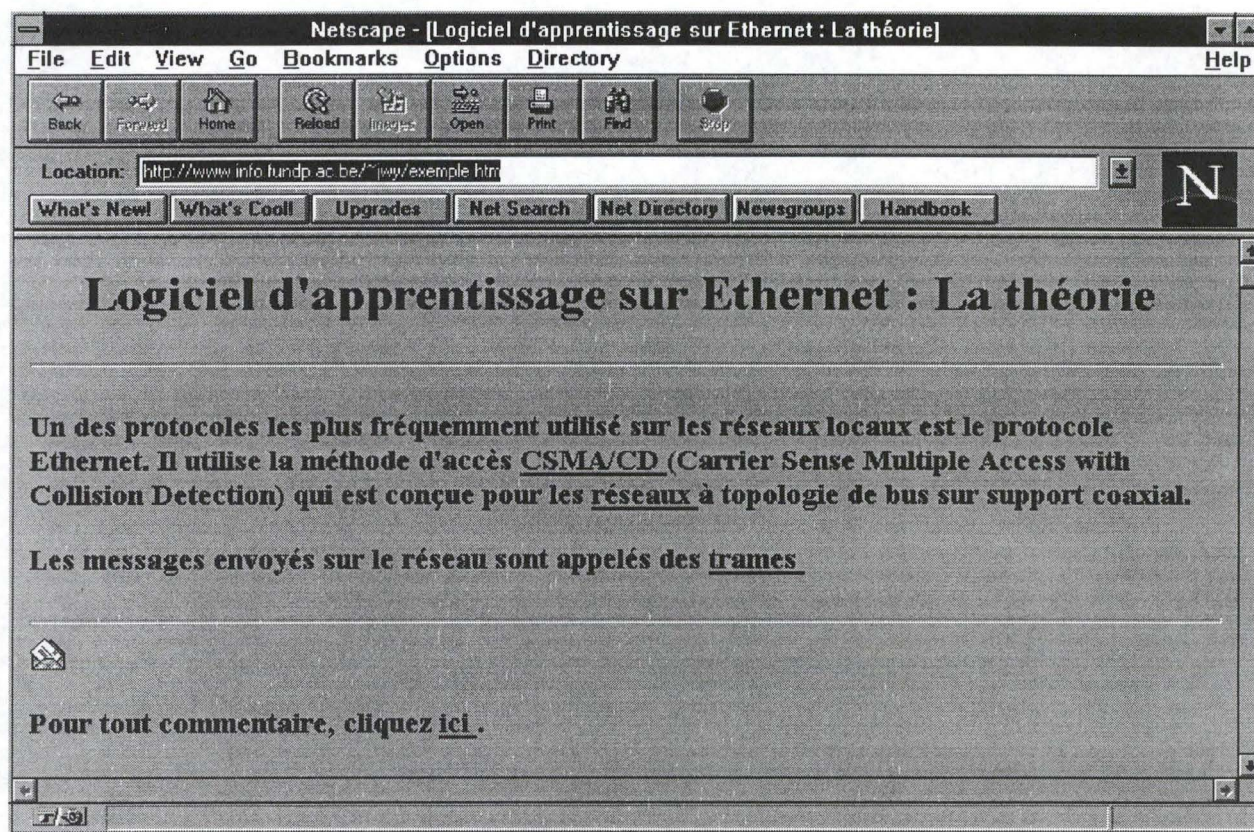 Netscape - [Logiciel d'apprentissage sur Ethernet : La théorie]
File Edit View Go Bookmarks Options Directory Help
Back Forward Home Reload Images Open Print Find Stop
Location: http://www.info.fundp.ac.be/~jwy/exemple.htm
What's New! What's Cool! Upgrades Net Search Net Directory Newsgroups Handbook
N
Logiciel d'apprentissage sur Ethernet : La théorie
Un des protocoles les plus fréquemment utilisé sur les réseaux locaux est le protocole
Ethernet. Il utilise la méthode d'accès CSMA/CD (Carrier Sense Multiple Access with
Collision Detection) qui est conçue pour les réseaux à topologie de bus sur support coaxial.
Les messages envoyés sur le réseau sont appelés des trames
Pour tout commentaire, cliquez ici .